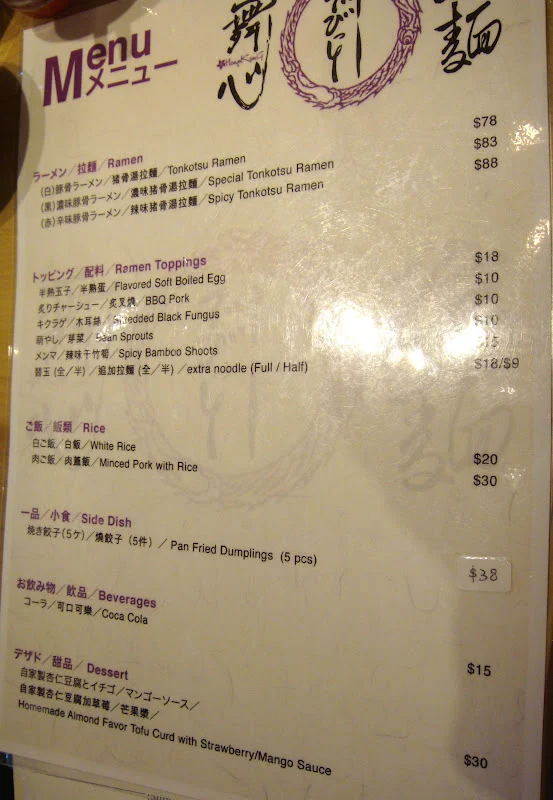 Menu
メニュー
舞
心
HongKong
びとり
麺
ラーメン／拉麵／Ramen
(白)豚骨ラーメン／豬骨湯拉麵／Tonkotsu Ramen $78
(黒)濃味豚骨ラーメン／濃味豬骨湯拉麵／Special Tonkotsu Ramen $83
(赤)辛味豚骨ラーメン／辣味豬骨湯拉麵／Spicy Tonkotsu Ramen $88
トッピング／配料／Ramen Toppings
半熟玉子／半熟蛋／Flavored Soft Boiled Egg $18
炙りチャーシュー／炙叉燒／BBQ Pork $10
キクラゲ／木耳絲／Shredded Black Fungus $10
萌やし／芽菜／Bean Sprouts $10
メンマ／辣味干竹筍／Spicy Bamboo Shoots
替玉 (全／半)／追加拉麵 (全／半)／extra noodle (Full / Half) $18/$9
ご飯／飯類／Rice
白ご飯／白飯／White Rice $20
肉ご飯／肉蓋飯／Minced Pork with Rice $30
一品／小食／Side Dish
焼き餃子(5ケ)／燒餃子 (5件) ／ Pan Fried Dumplings (5 pcs) $38
お飲み物／飲品／Beverages
コーラ／可口可樂／Coca Cola $15
デザド／甜品／ Dessert
自家製杏仁豆腐とイチゴ／マンゴーソース／
自家製杏仁豆腐加草莓／芒果漿／
Homemade Almond Favor Tofu Curd with Strawberry/Mango Sauce $30